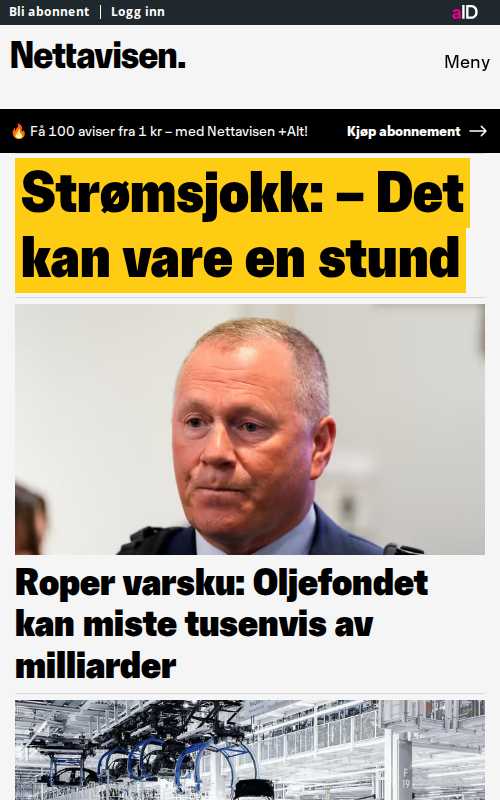 Bli abonnent
Logg inn
aID
Nettavisen.
Meny
🔥 Få 100 aviser fra 1 kr – med Nettavisen +Alt!
Kjøp abonnement →
Strømsjokk: – Det
kan vare en stund
Roper varsku: Oljefondet
kan miste tusenvis av
milliarder
F
19